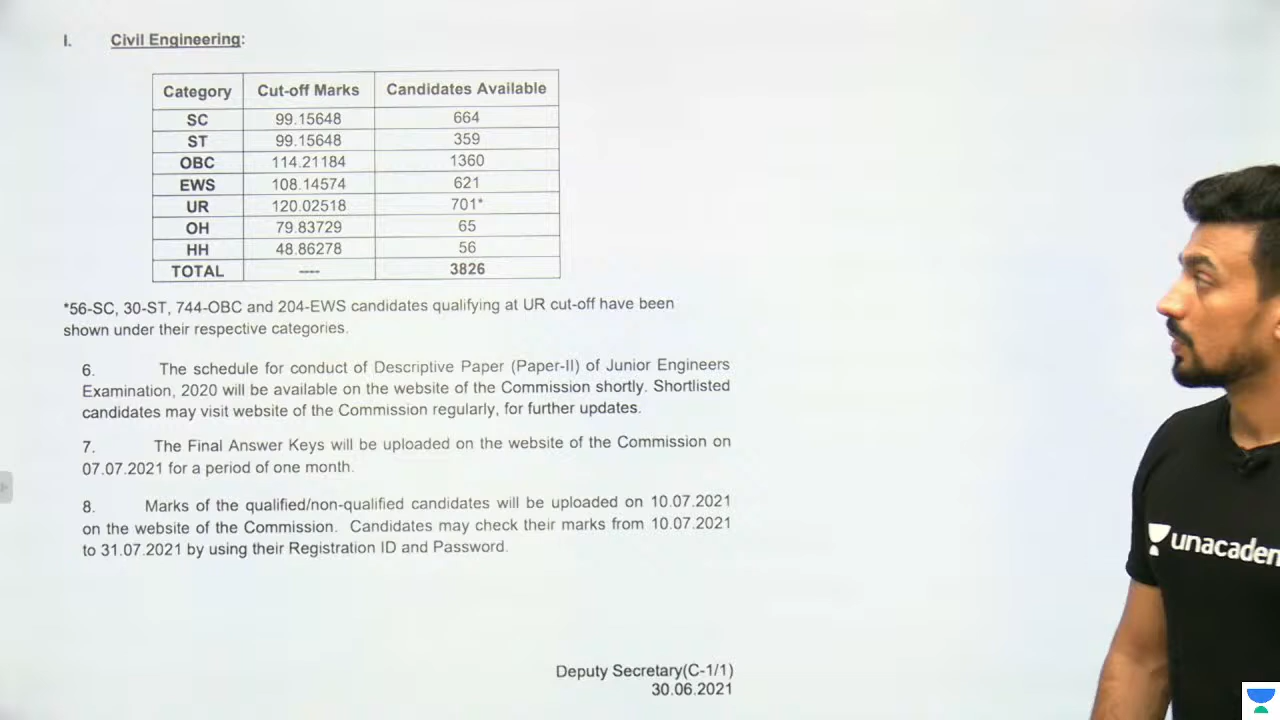 I. Civil Engineering:
Category Cut-off Marks Candidates Available
SC 99.15648 664
ST 99.15648 359
OBC 114.21184 1360
EWS 108.14574 621
UR 120.02518 701*
OH 79.83729 65
HH 48.86278 56
TOTAL ---- 3826
*56-SC, 30-ST, 744-OBC and 204-EWS candidates qualifying at UR cut-off have been
shown under their respective categories.
6. The schedule for conduct of Descriptive Paper (Paper-II) of Junior Engineers
Examination, 2020 will be available on the website of the Commission shortly. Shortlisted
candidates may visit website of the Commission regularly, for further updates.
7. The Final Answer Keys will be uploaded on the website of the Commission on
07.07.2021 for a period of one month.
8. Marks of the qualified/non-qualified candidates will be uploaded on 10.07.2021
on the website of the Commission. Candidates may check their marks from 10.07.2021
to 31.07.2021 by using their Registration ID and Password.
unacadem
Deputy Secretary(C-1/1)
30.06.2021